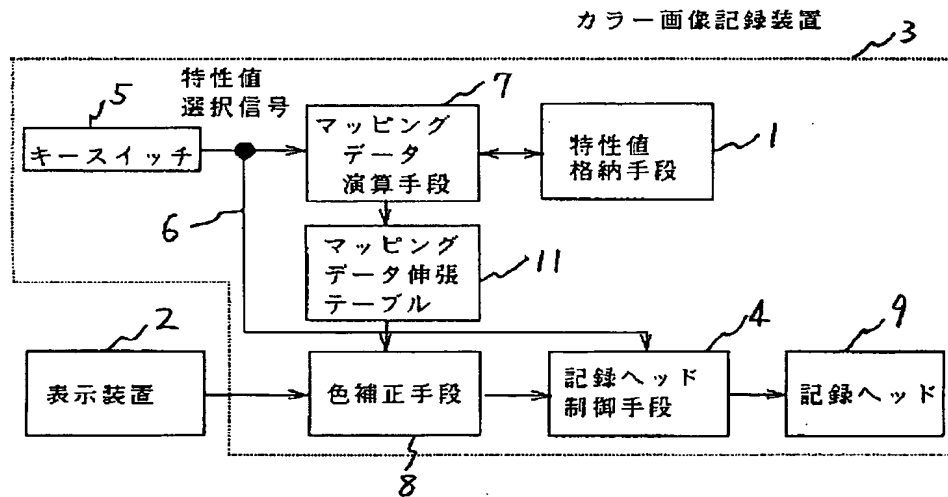 カラー画像記録装置
3
5
特性値
選択信号
7
キースイッチ
マッピング
データ
演算手段
特性値
格納手段
1
6
マッピング
データ伸張
テーブル
11
2
4
9
表示装置
色補正手段
記録ヘッド
制御手段
記録ヘッド
8